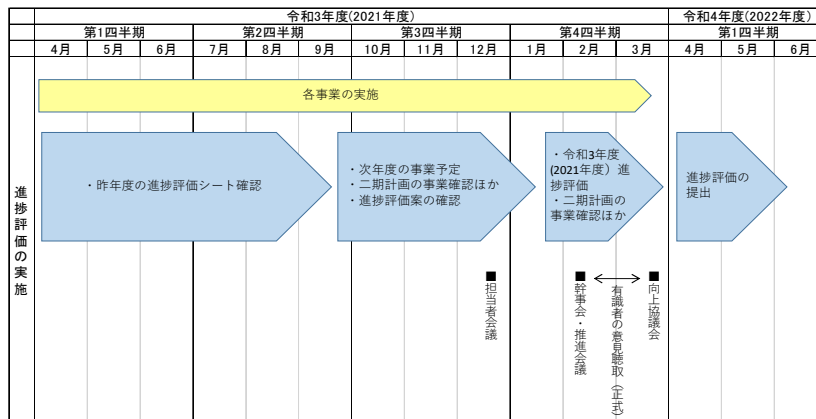 令和3年度(2021年度)
令和4年度(2022年度)
第1四半期
第2四半期
第3四半期
第4四半期
第1四半期
4月
5月
6月
7月
8月
9月
10月
11月
12月
1月
2月
3月
4月
5月
6月
進捗評価の実施
各事業の実施
・昨年度の進捗評価シート確認
・次年度の事業予定
・二期計画の事業確認ほか
・進捗評価案の確認
・令和3年度
(2021年度）進
捗評価
・二期計画の
事業確認ほか
進捗評価の
提出
■担当者会議
■幹事会・推進会議
有識者の意見聴取（正式）
■向上協議会